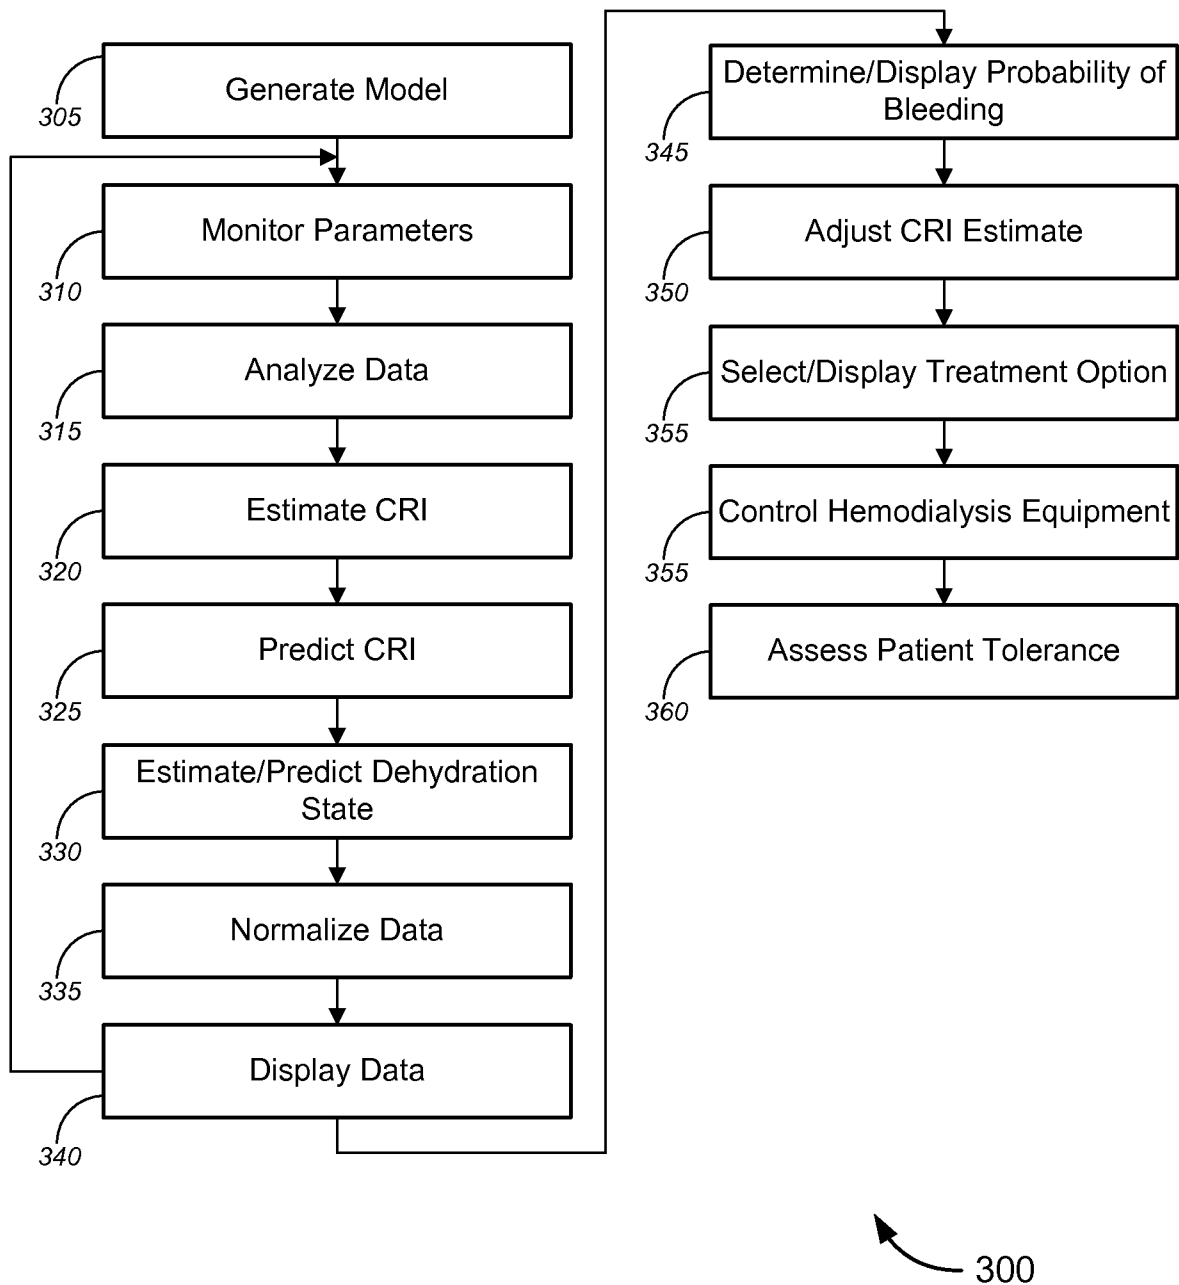 Generate Model
305
Monitor Parameters
310
Analyze Data
315
Estimate CRI
320
Predict CRI
325
Estimate/Predict Dehydration
State
330
Normalize Data
335
Display Data
340
Determine/Display Probability of
Bleeding
345
Adjust CRI Estimate
350
Select/Display Treatment Option
355
Control Hemodialysis Equipment
355
Assess Patient Tolerance
360
300